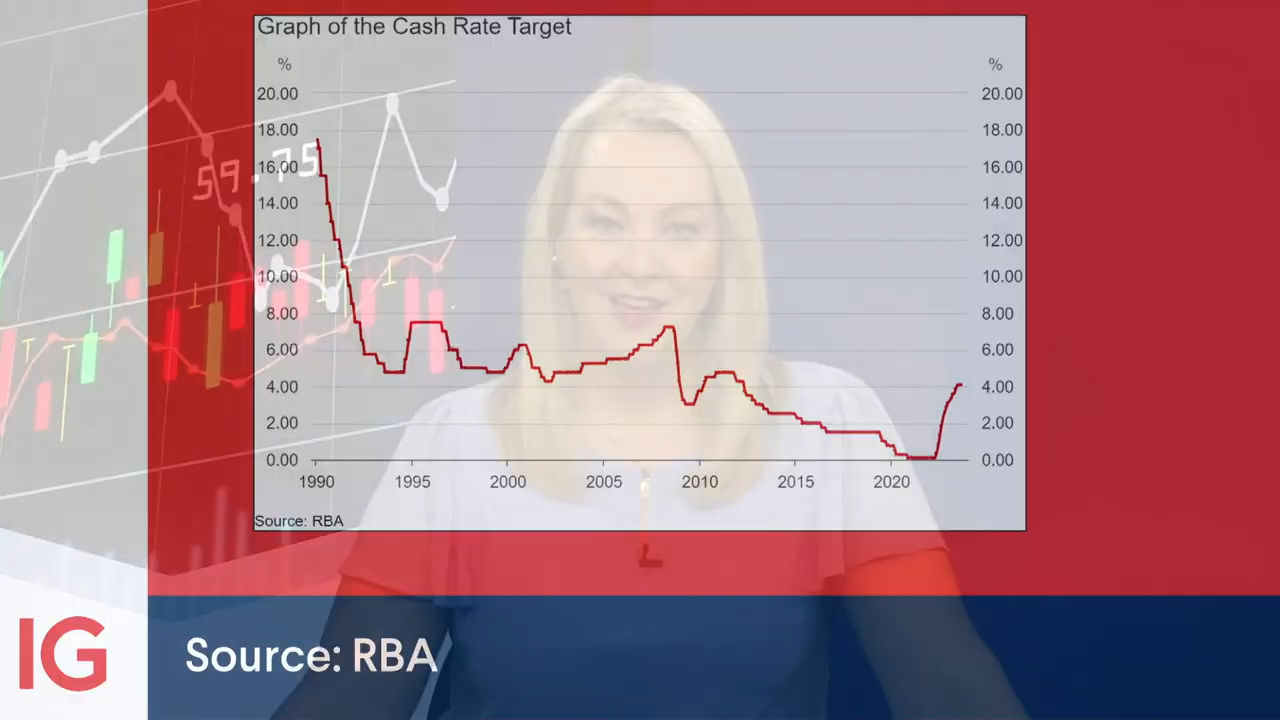 Graph of the Cash Rate Target
% %
20.00 20.00
18.00 18.00
59.75
16.00 16.00
14.00 14.00
12.00 12.00
10.00 10.00
8.00 8.00
6.00 6.00
4.00 4.00
2.00 2.00
0.00 0.00
1990 1995 2000 2005 2010 2015 2020
Source: RBA
IG
Source: RBA